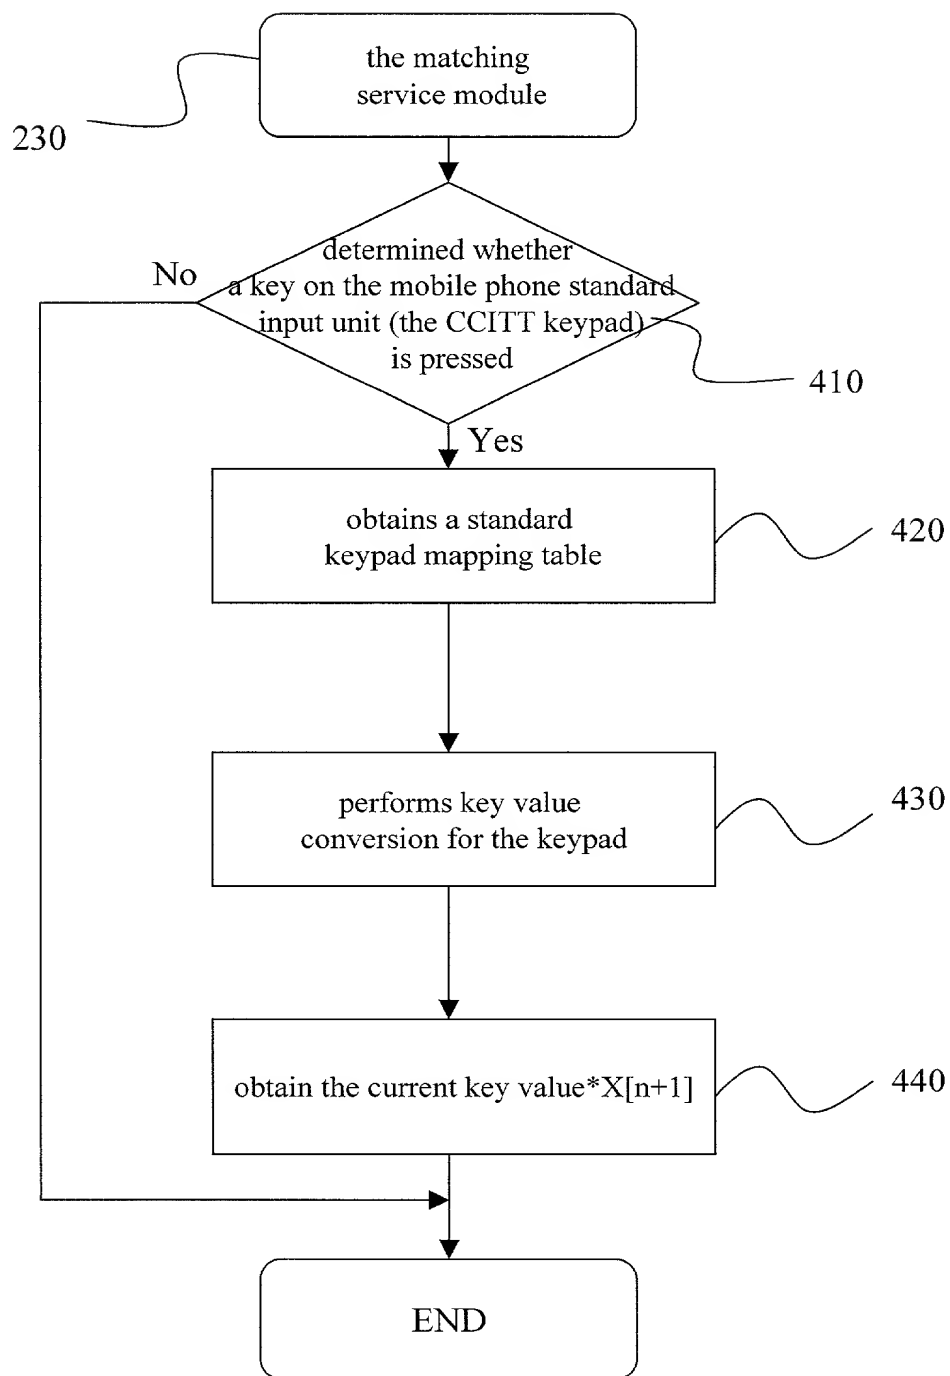 the matching
service module
230
determined whether
No
a key on the mobile phone standard
input unit (the CCITT keypad)
is pressed
410
Yes
obtains a standard
keypad mapping table
420
performs key value
conversion for the keypad
430
obtain the current key value*X[n+1]
440
END